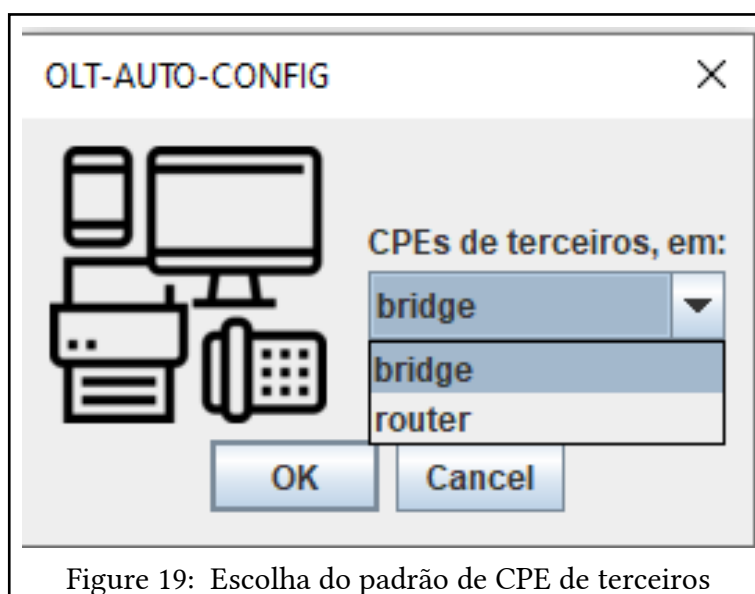 OLT-AUTO-CONFIG
CPEs de terceiros, em:
bridge
bridge
router
OK
Cancel
Figure 19: Escolha do padrão de CPE de terceiros